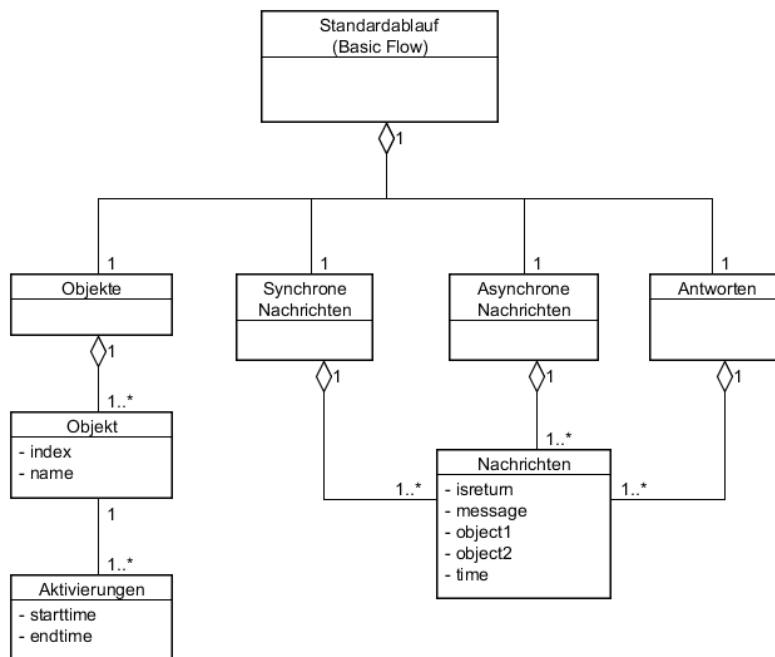 Standardablauf
(Basic Flow)
1
1
1
1
1
Objekte
Synchrone
Nachrichten
Asynchrone
Nachrichten
Antworten
1
1
1
1
1..*
Objekt
- index
- name
1..*
1..*
1..*
Nachrichten
- isreturn
- message
- object1
- object2
- time
1
1..*
Aktivierungen
- starttime
- endtime